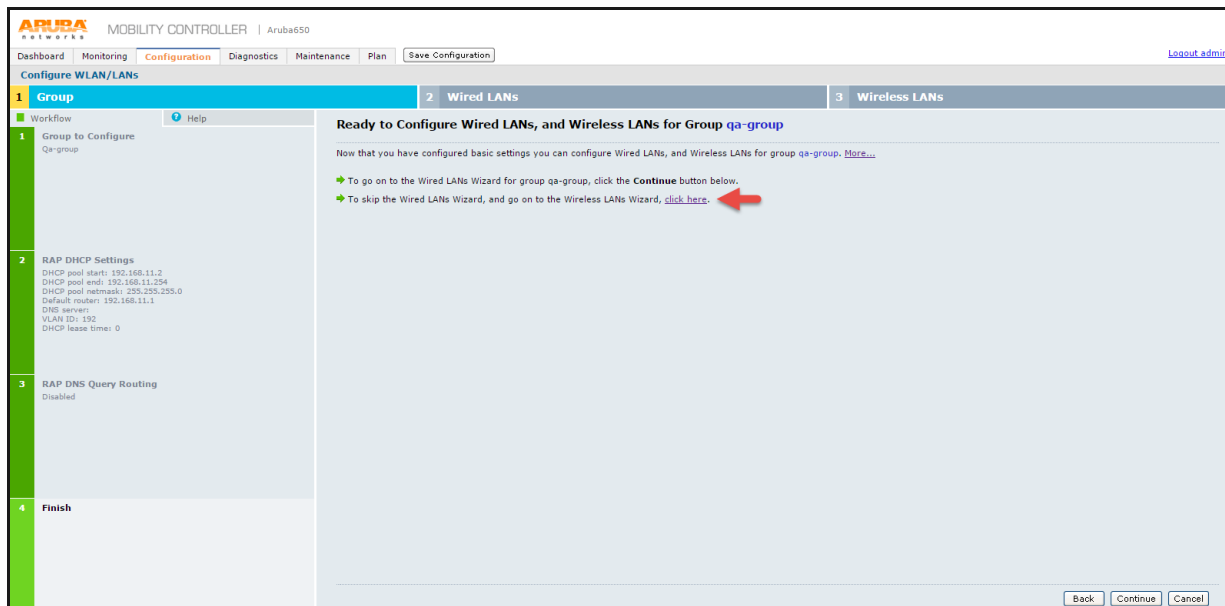 ARUBA
networks
MOBILITY CONTROLLER | Aruba650
Dashboard Monitoring Configuration Diagnostics Maintenance Plan Save Configuration
Logout admin
Configure WLAN/LANs
1 Group
2 Wired LANs
3 Wireless LANs
Workflow
Help
1 Group to Configure
Qa-group
2 RAP DHCP Settings
DHCP pool start: 192.168.11.2
DHCP pool end: 192.168.11.254
DHCP pool netmask: 255.255.255.0
Default router: 192.168.11.1
DNS server:
VLAN ID: 192
DHCP lease time: 0
3 RAP DNS Query Routing
Disabled
4 Finish
Ready to Configure Wired LANs, and Wireless LANs for Group qa-group
Now that you have configured basic settings you can configure Wired LANs, and Wireless LANs for group qa-group. More...
To go on to the Wired LANs Wizard for group qa-group, click the Continue button below.
To skip the Wired LANs Wizard, and go on to the Wireless LANs Wizard, click here.
Back Continue Cancel